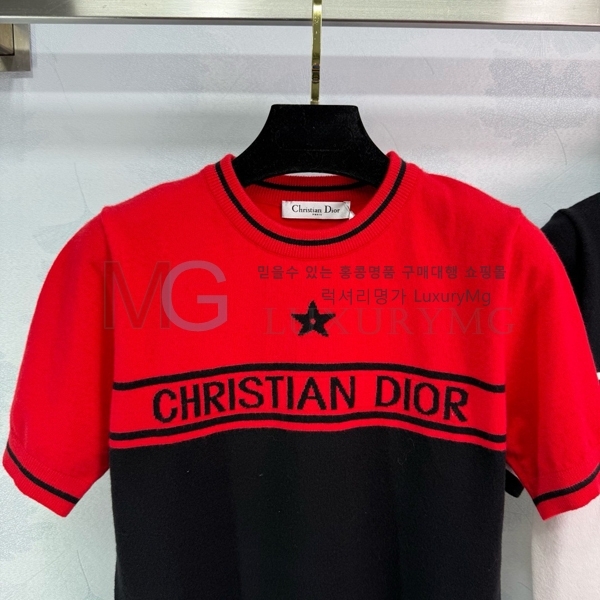 Christian Dior
PARIS
MG
믿을수 있는 홍콩명품 구매대행 쇼핑몰
럭셔리명가 LuxuryMg
LUXURYMG
CHRISTIAN DIOR